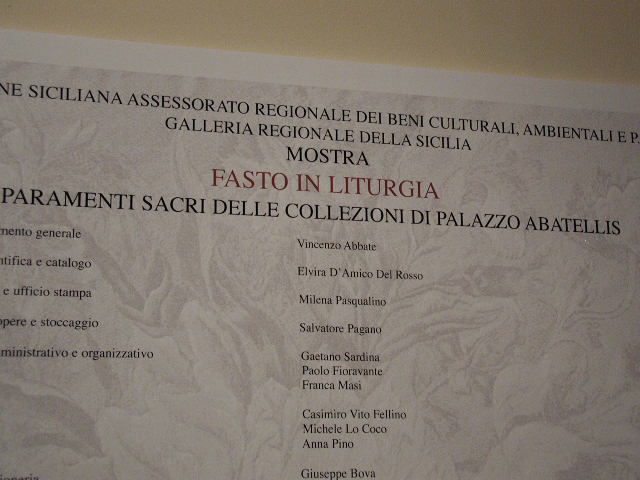 NE SICILIANA ASSESSORATO REGIONALE DEI BENI CULTURALI, AMBIENTALI E P.
GALLERIA REGIONALE DELLA SICILIA
MOSTRA
FASTO IN LITURGIA
PARAMENTI SACRI DELLE COLLEZIONI DI PALAZZO ABATELLIS
mento generale Vincenzo Abbate
ntifica e catalogo Elvira D'Amico Del Rosso
e ufficio stampa Milena Pasqualino
opere e stoccaggio Salvatore Pagano
ministrativo e organizzativo Gaetano Sardina
Paolo Fioravante
Franca Masi
Casimiro Vito Fellino
Michele Lo Coco
Anna Pino
Giuseppe Bova